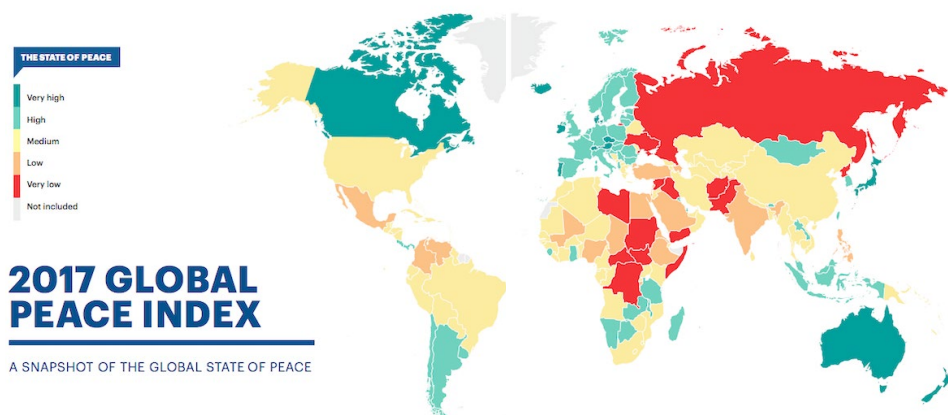 THE STATE OF PEACE
Very high
High
Medium
Low
Very low
Not included
2017 GLOBAL
PEACE INDEX
A SNAPSHOT OF THE GLOBAL STATE OF PEACE